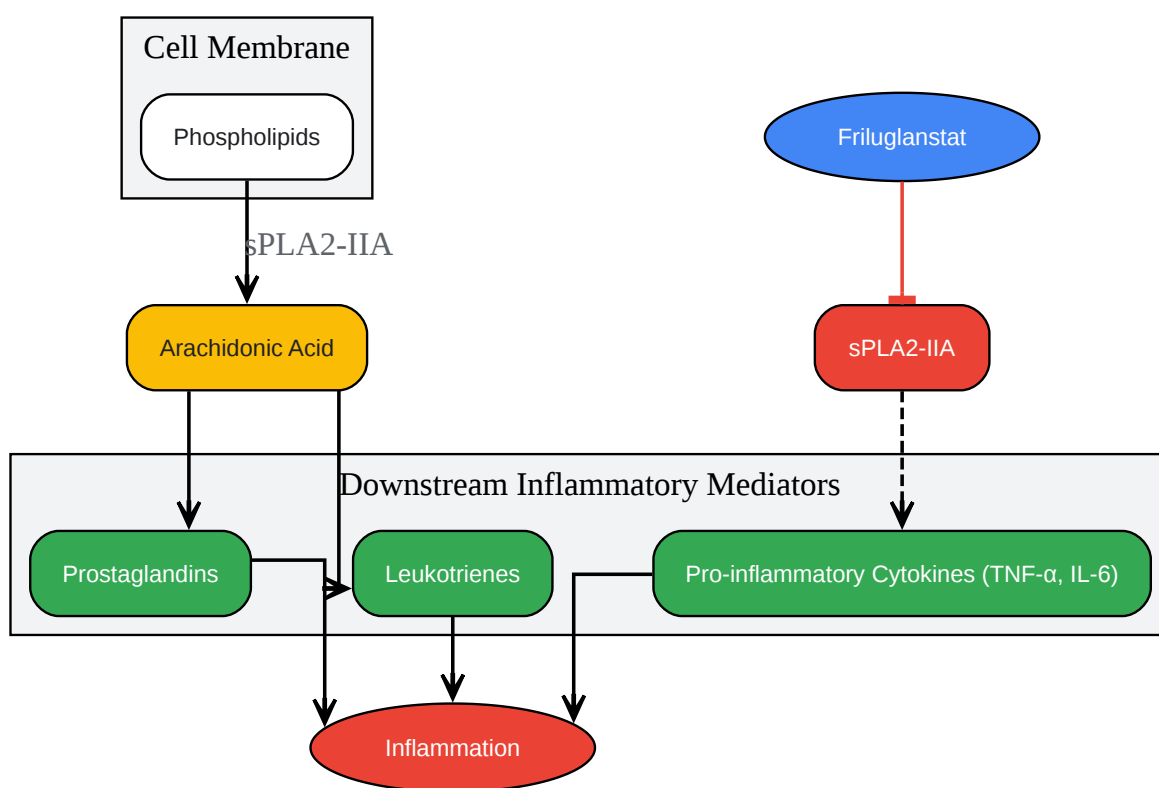 Cell Membrane
Phospholipids
Friluglanstat
sPLA2-IIA
Arachidonic Acid
sPLA2-IIA
Downstream Inflammatory Mediators
Prostaglandins
Leukotrienes
Pro-inflammatory Cytokines (TNF-α, IL-6)
Inflammation